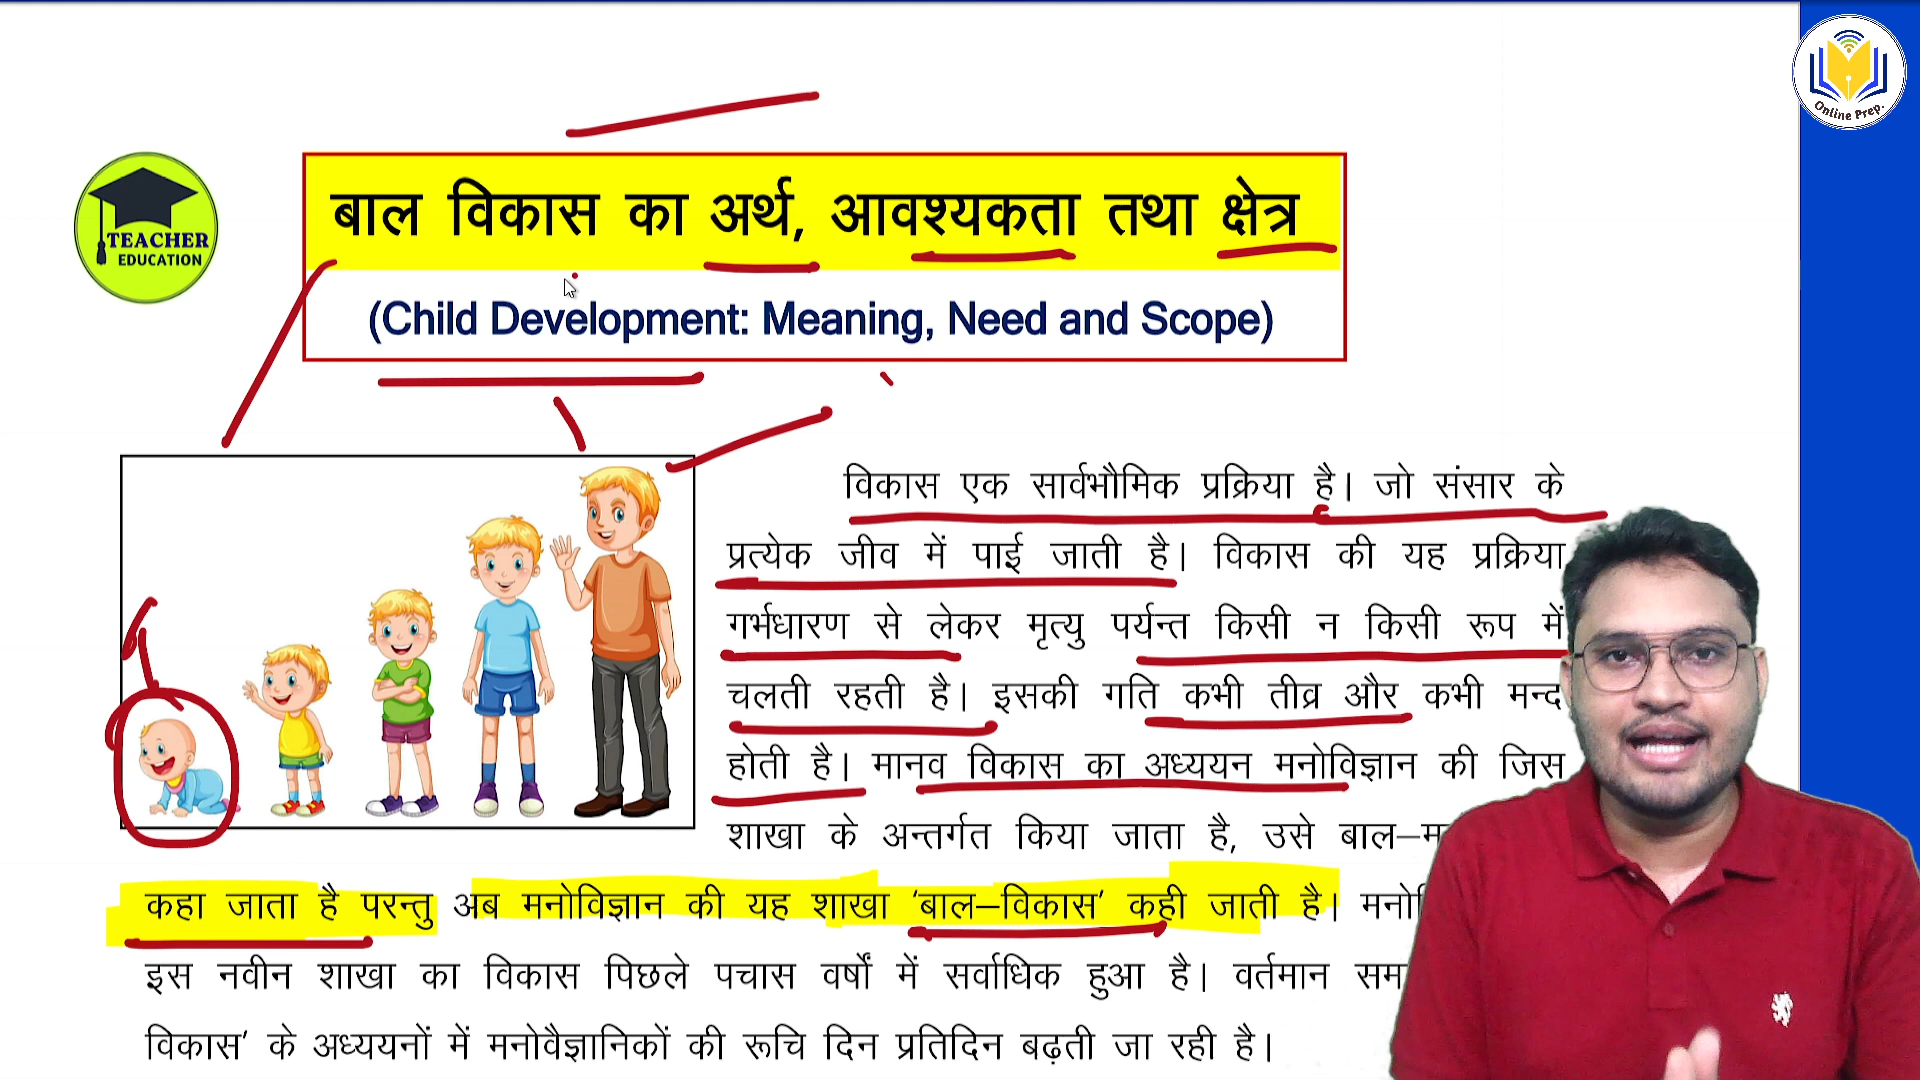 Online Prep.
TEACHER
EDUCATION
बाल विकास का अर्थ, आवश्यकता तथा क्षेत्र
(Child Development: Meaning, Need and Scope)
विकास एक सार्वभौमिक प्रक्रिया है। जो संसार के
प्रत्येक जीव में पाई जाती है। विकास की यह प्रक्रिया
गर्भधारण से लेकर मृत्यु पर्यन्त किसी न किसी रूप में
चलती रहती है। इसकी गति कभी तीव्र और कभी मन्द
होती है। मानव विकास का अध्ययन मनोविज्ञान की जिस
शाखा के अन्तर्गत किया जाता है, उसे बाल–
कहा जाता है परन्तु अब मनोविज्ञान की यह शाखा 'बाल–विकास' कही जाती है।
इस नवीन शाखा का विकास पिछले पचास वर्षों में सर्वाधिक हुआ है। वर्तमान
विकास' के अध्ययनों में मनोवैज्ञानिकों की रूचि दिन प्रतिदिन बढ़ती जा रही है।